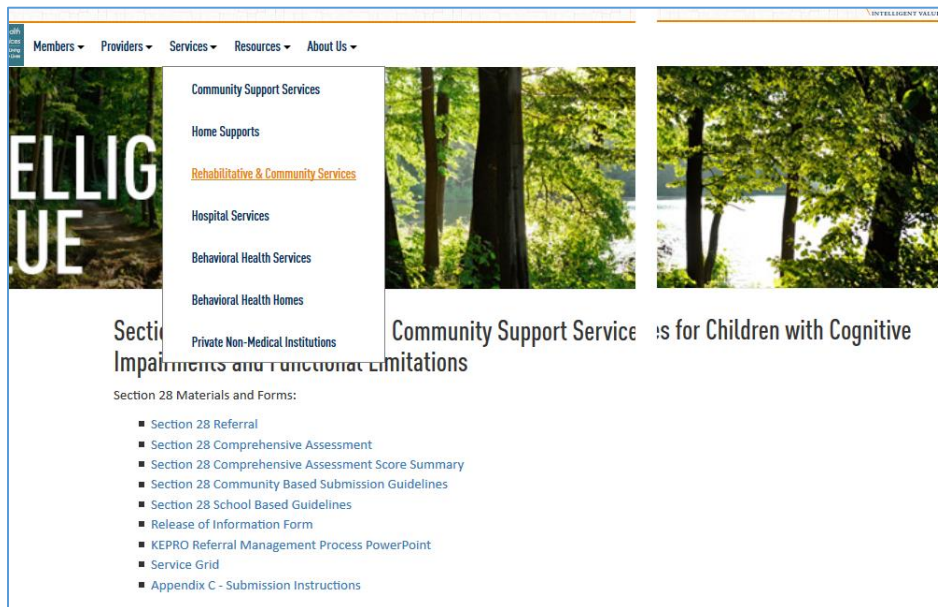 INTELLIGENT VALUE
Members Providers Services Resources About Us
Community Support Services
Home Supports
Rehabilitative & Community Services
Hospital Services
Behavioral Health Services
Behavioral Health Homes
Private Non-Medical Institutions
ELLIG
UE
Community Support Service es for Children with Cognitive
Impairments and Functional Limitations
Section 28 Materials and Forms:
Section 28 Referral
Section 28 Comprehensive Assessment
Section 28 Comprehensive Assessment Score Summary
Section 28 Community Based Submission Guidelines
Section 28 School Based Guidelines
Release of Information Form
KEPRO Referral Management Process PowerPoint
Service Grid
Appendix C - Submission Instructions